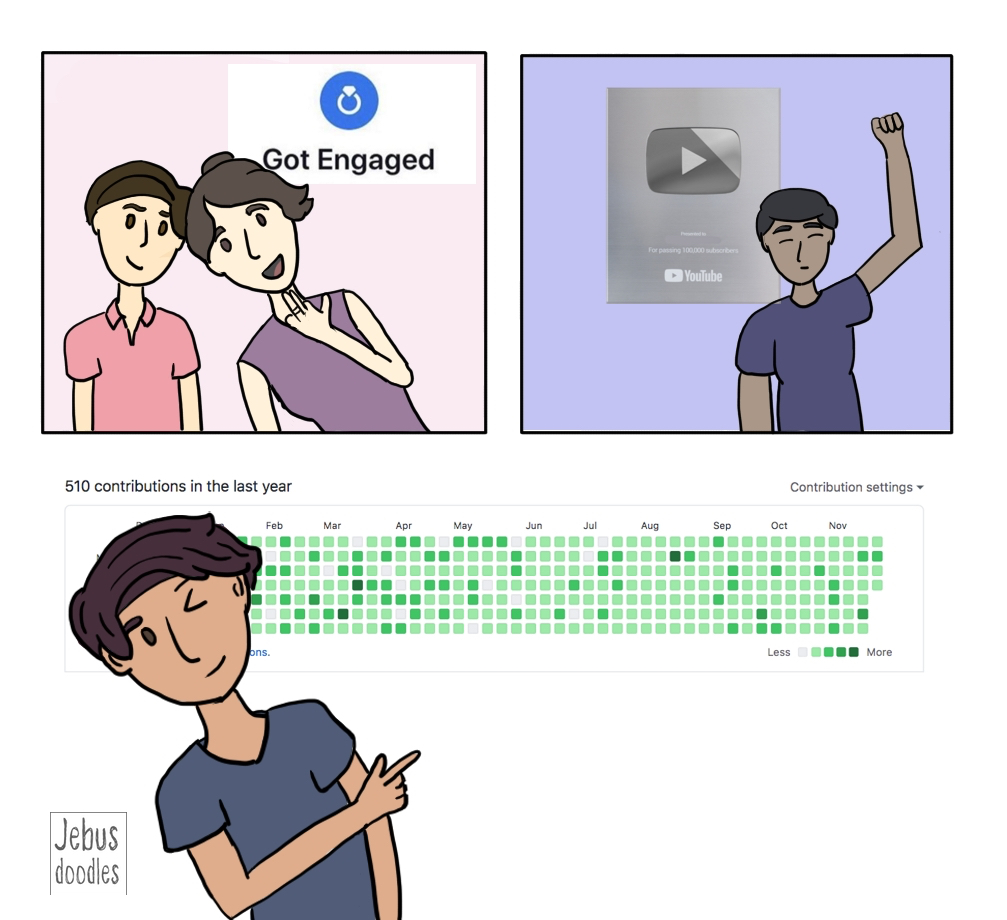 Got Engaged
Presented to
For passing 100,000 subscribers
YouTube
510 contributions in the last year
Contribution settings
Feb Mar Apr May Jun Jul Aug Sep Oct Nov
ons.
Less More
Jebus
doodles